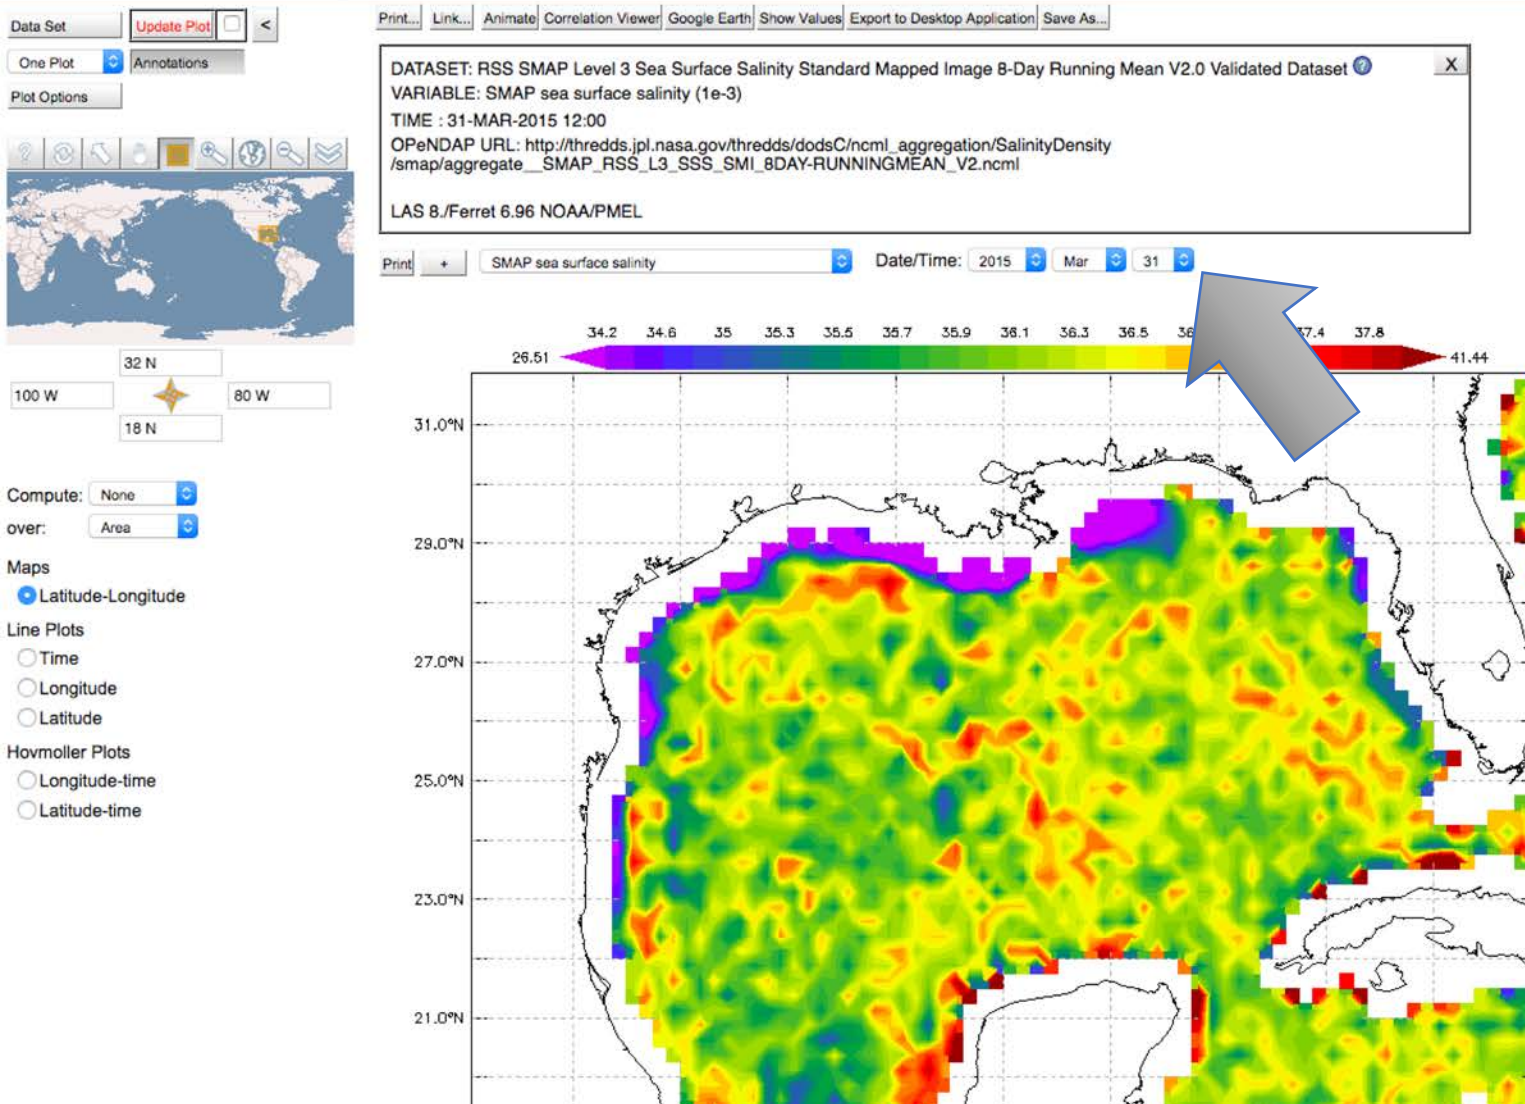 Data Set
Update Plot
<
Print...
Link...
Animate
Correlation Viewer
Google Earth
Show Values
Export to Desktop Application
Save As...
One Plot
Annotations
Plot Options
DATASET: RSS SMAP Level 3 Sea Surface Salinity Standard Mapped Image 8-Day Running Mean V2.0 Validated Dataset ?
X
VARIABLE: SMAP sea surface salinity (1e-3)
TIME : 31-MAR-2015 12:00
OPeNDAP URL: http://thredds.jpl.nasa.gov/thredds/dodsC/ncml_aggregation/SalinityDensity
/smap/aggregate__SMAP_RSS_L3_SSS_SMI_8DAY-RUNNINGMEAN_V2.ncml
LAS 8./Ferret 6.96 NOAA/PMEL
Print
+
SMAP sea surface salinity
Date/Time: 2015 Mar 31
34.2 34.6 35 35.3 35.5 35.7 35.9 36.1 36.3 36.5 37.8
26.51 41.44
32 N
100 W
80 W
18 N
Compute: None
over: Area
Maps
Latitude-Longitude
Line Plots
Time
Longitude
Latitude
Hovmoller Plots
Longitude-time
Latitude-time
31.0°N
29.0°N
27.0°N
25.0°N
23.0°N
21.0°N